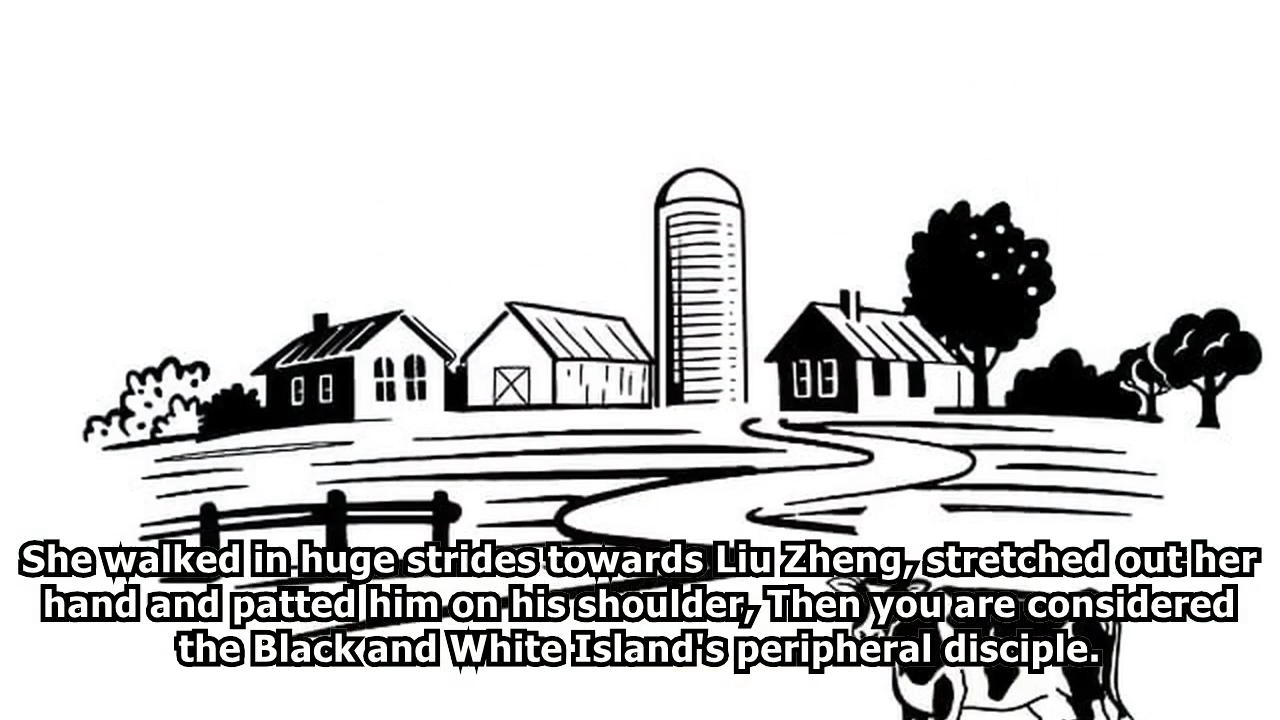 She walked in huge strides towards Liu Zheng, stretched out her
hand and patted him on his shoulder, Then you are considered
the Black and White Island's peripheral disciple.